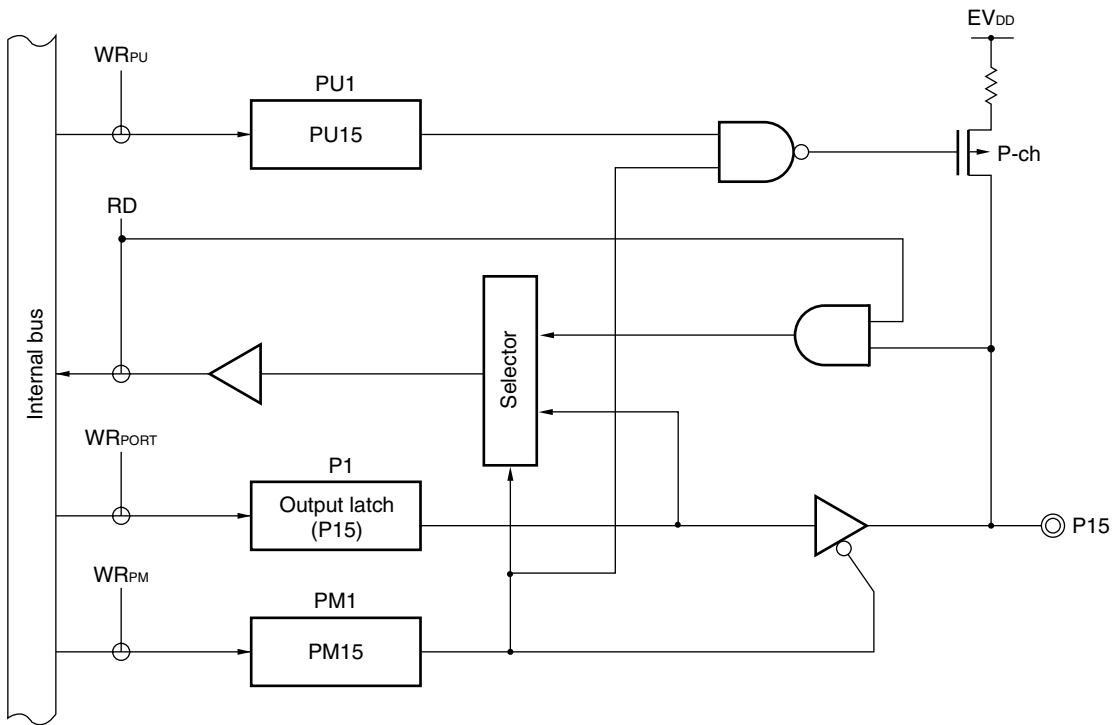 EVDD
WRPU
PU1
PU15
P-ch
RD
Internal bus
Selector
WRPORT
P1
Output latch
(P15)
P15
WRPM
PM1
PM15